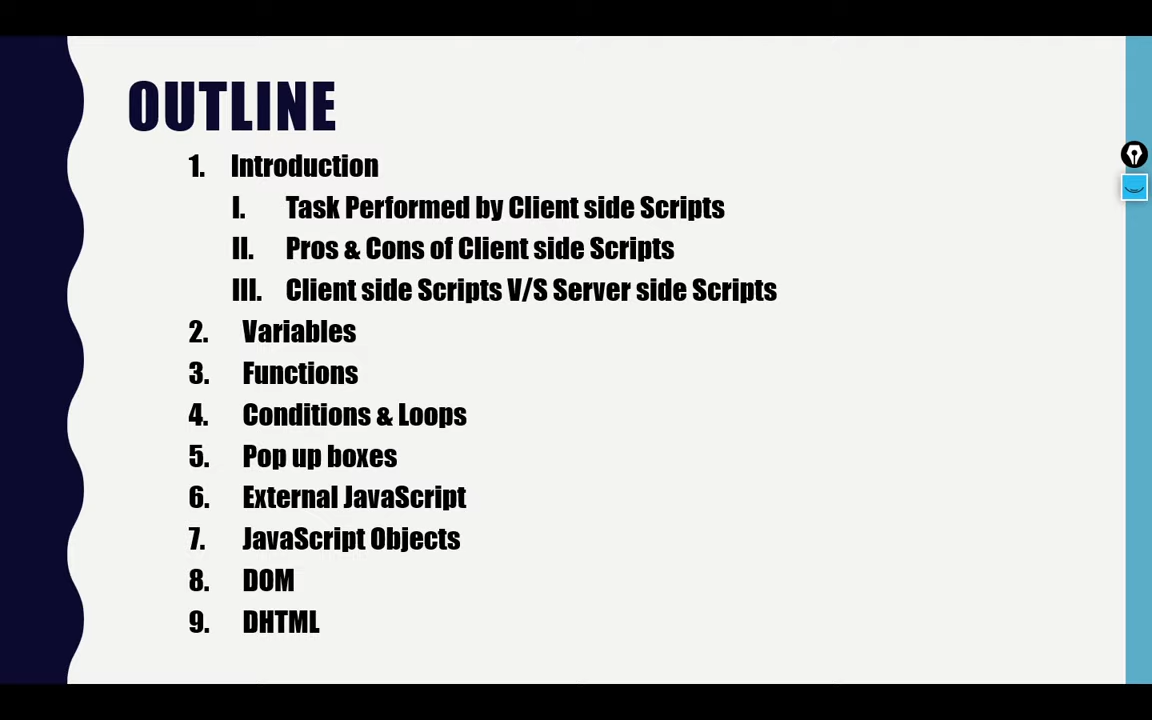 OUTLINE
1. Introduction
I. Task Performed by Client side Scripts
II. Pros & Cons of Client side Scripts
III. Client side Scripts V/S Server side Scripts
2. Variables
3. Functions
4. Conditions & Loops
5. Pop up boxes
6. External JavaScript
7. JavaScript Objects
8. DOM
9. DHTML